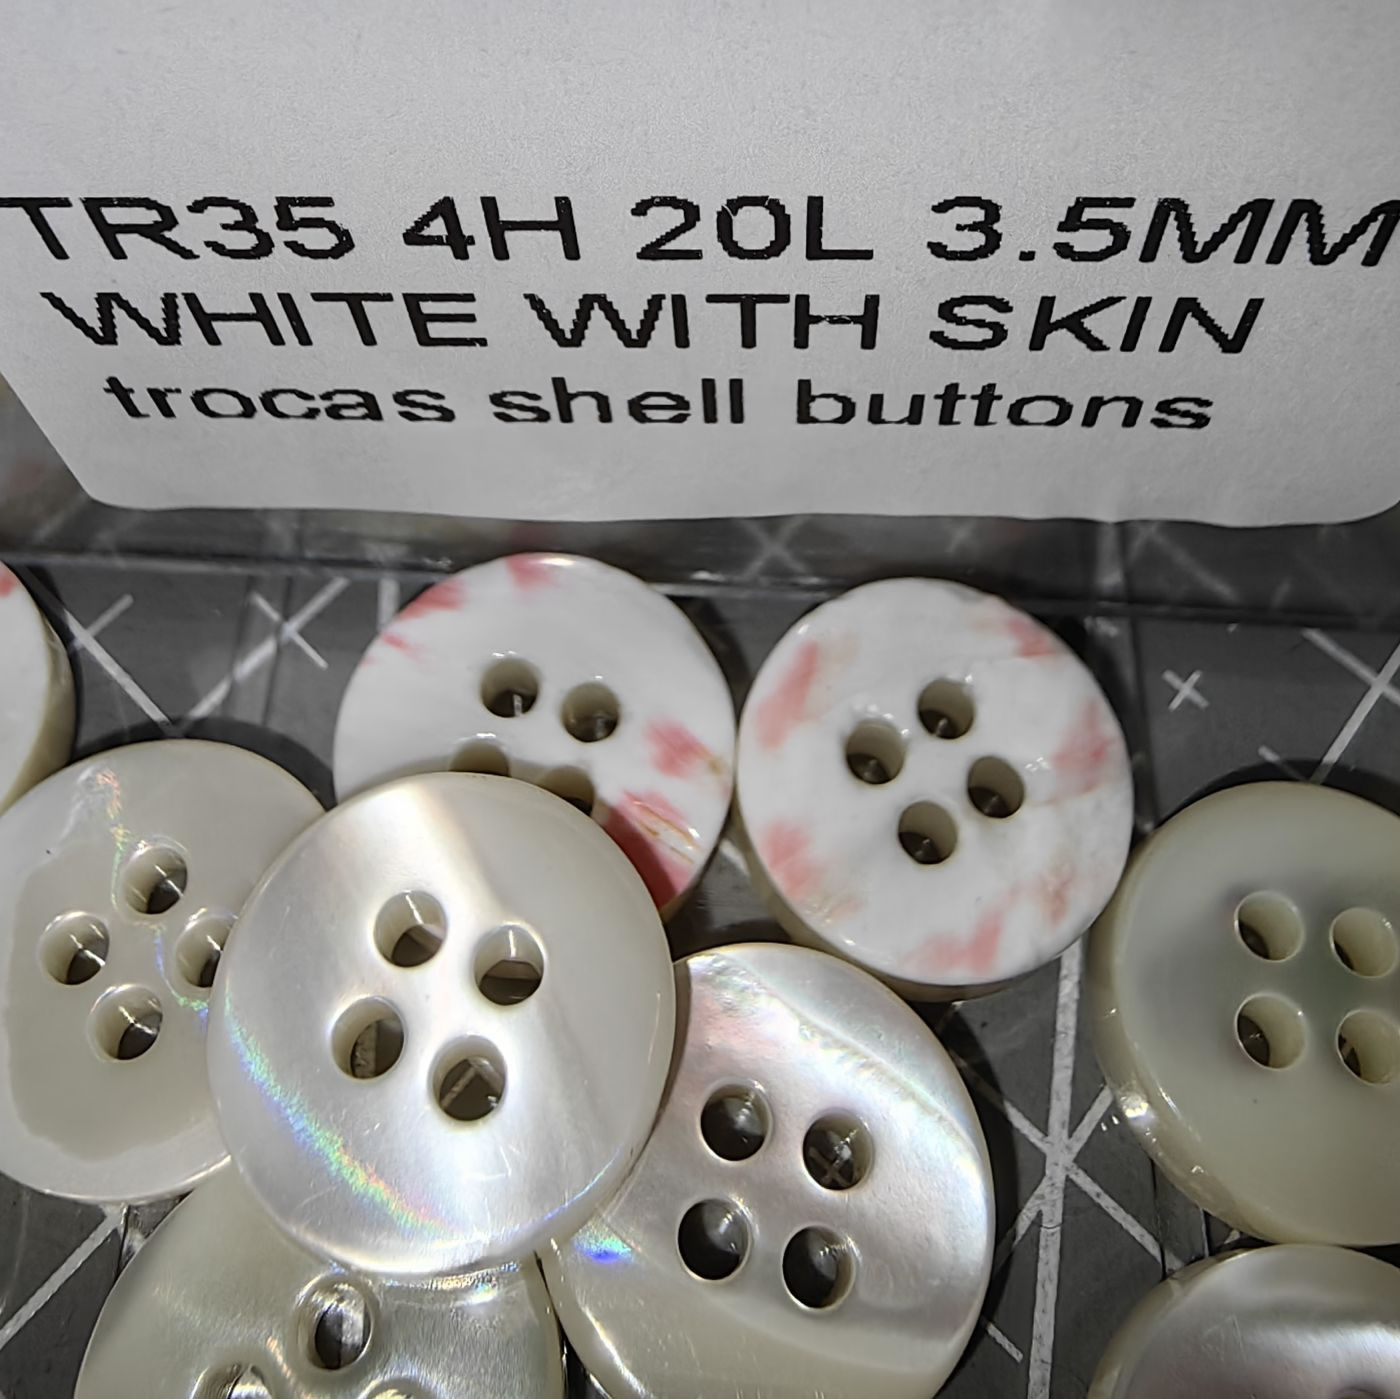 TR35 4H 20L 3.5MM
WHITE WITH SKIN
trocas shell buttons